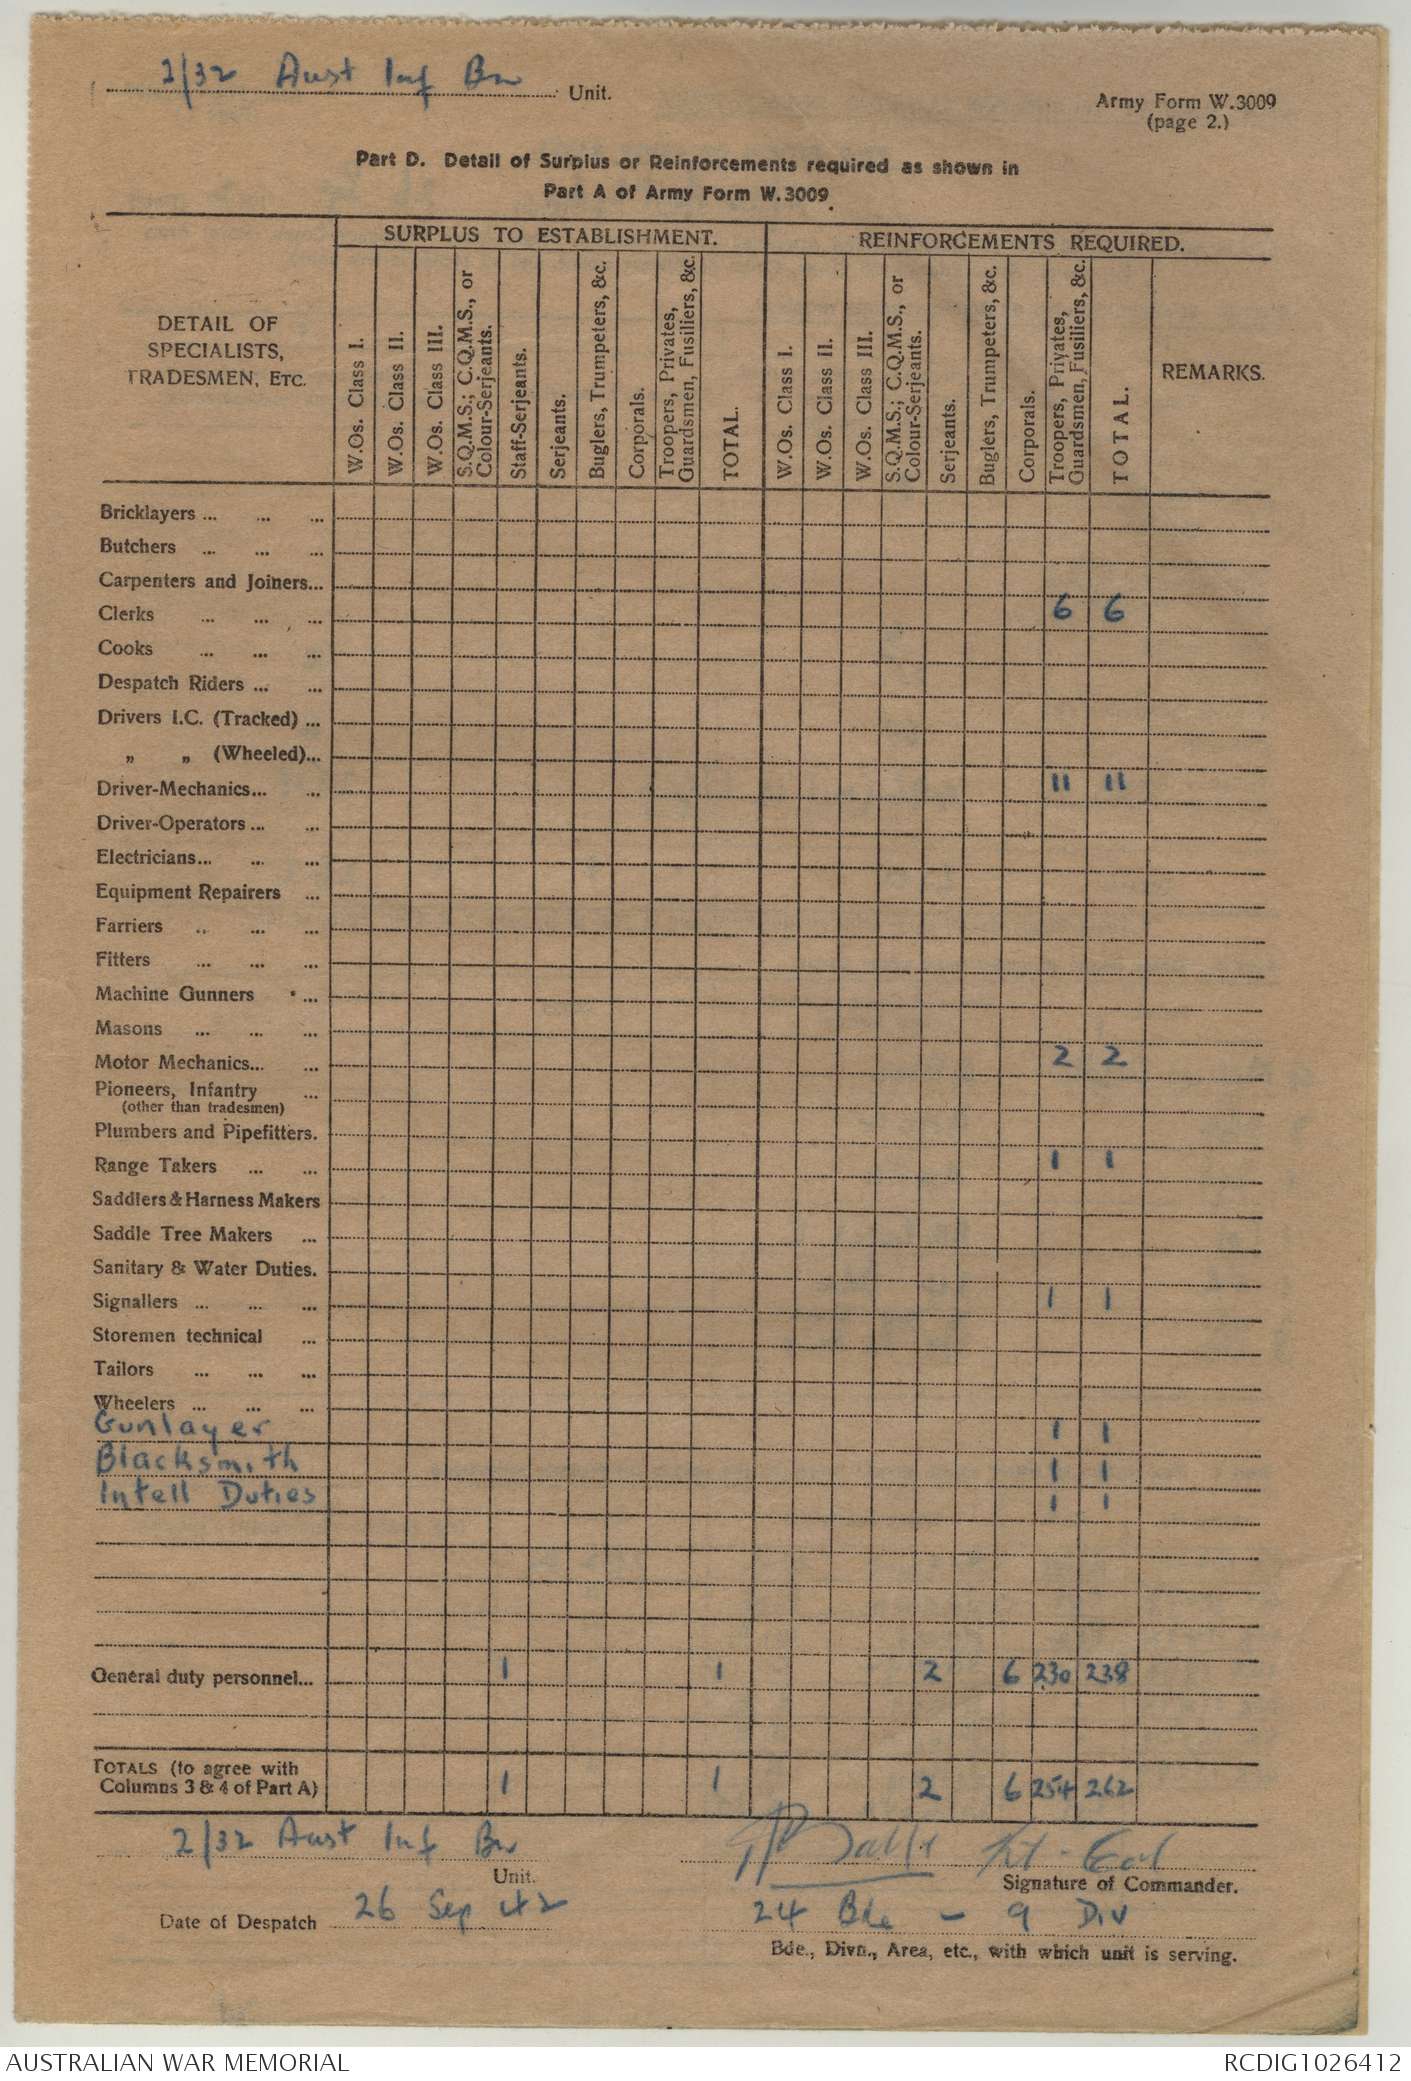 2/32 Aust Inf Bn Unit.
Army Form W.3009
(page 2.)
Part D. Detail of Surplus or Reinforcements required as shown in
Part A of Army Form W.3009
DETAIL OF
SPECIALISTS,
TRADESMEN, ETC.
SURPLUS TO ESTABLISHMENT.
W.Os. Class I.
W.Os. Class II.
W.Os. Class III.
S.Q.M.S.; C.Q.M.S., or
Colour-Serjeants.
Staff-Serjeants.
Serjeants.
Buglers, Trumpeters, &c.
Corporals.
Troopers, Privates,
Guardsmen, Fusiliers, &c.
TOTAL.
REINFORCEMENTS REQUIRED.
W.Os. Class I.
W.Os. Class II.
W.Os. Class III.
S.Q.M.S.; C.Q.M.S., or
Colour-Serjeants.
Serjeants.
Buglers, Trumpeters, &c.
Corporals.
Troopers, Privates,
Guardsmen, Fusiliers, &c.
TOTAL.
REMARKS.
Bricklayers ... ... ...
Butchers ... ... ...
Carpenters and Joiners...
Clerks ... ... ... 6 6
Cooks ... ... ...
Despatch Riders ... ...
Drivers I.C. (Tracked) ...
„ „ (Wheeled)...
Driver-Mechanics... ... 11 11
Driver-Operators ... ...
Electricians... ... ...
Equipment Repairers ...
Farriers ... ... ...
Fitters ... ... ...
Machine Gunners ...
Masons ... ... ...
Motor Mechanics... ... 2 2
Pioneers, Infantry ...
(other than tradesmen)
Plumbers and Pipefitters.
Range Takers ... ... 1 1
Saddlers & Harness Makers
Saddle Tree Makers ...
Sanitary & Water Duties.
Signallers ... ... ... 1 1
Storemen technical ...
Tailors ... ... ...
Wheelers ... ... ...
Gunlayer 1 1
Blacksmith 1 1
Intell Duties 1 1
General duty personnel... 1 1 2 6 230 238
TOTALS (to agree with
Columns 3 & 4 of Part A) 1 1 2 6 254 262
2/32 Aust Inf Bn
Unit.
Lt-Col
Signature of Commander.
Date of Despatch 26 Sep 42
24 Bde - 9 Div
Bde., Divn., Area, etc., with which unit is serving.
AUSTRALIAN WAR MEMORIAL
RCDIG1026412